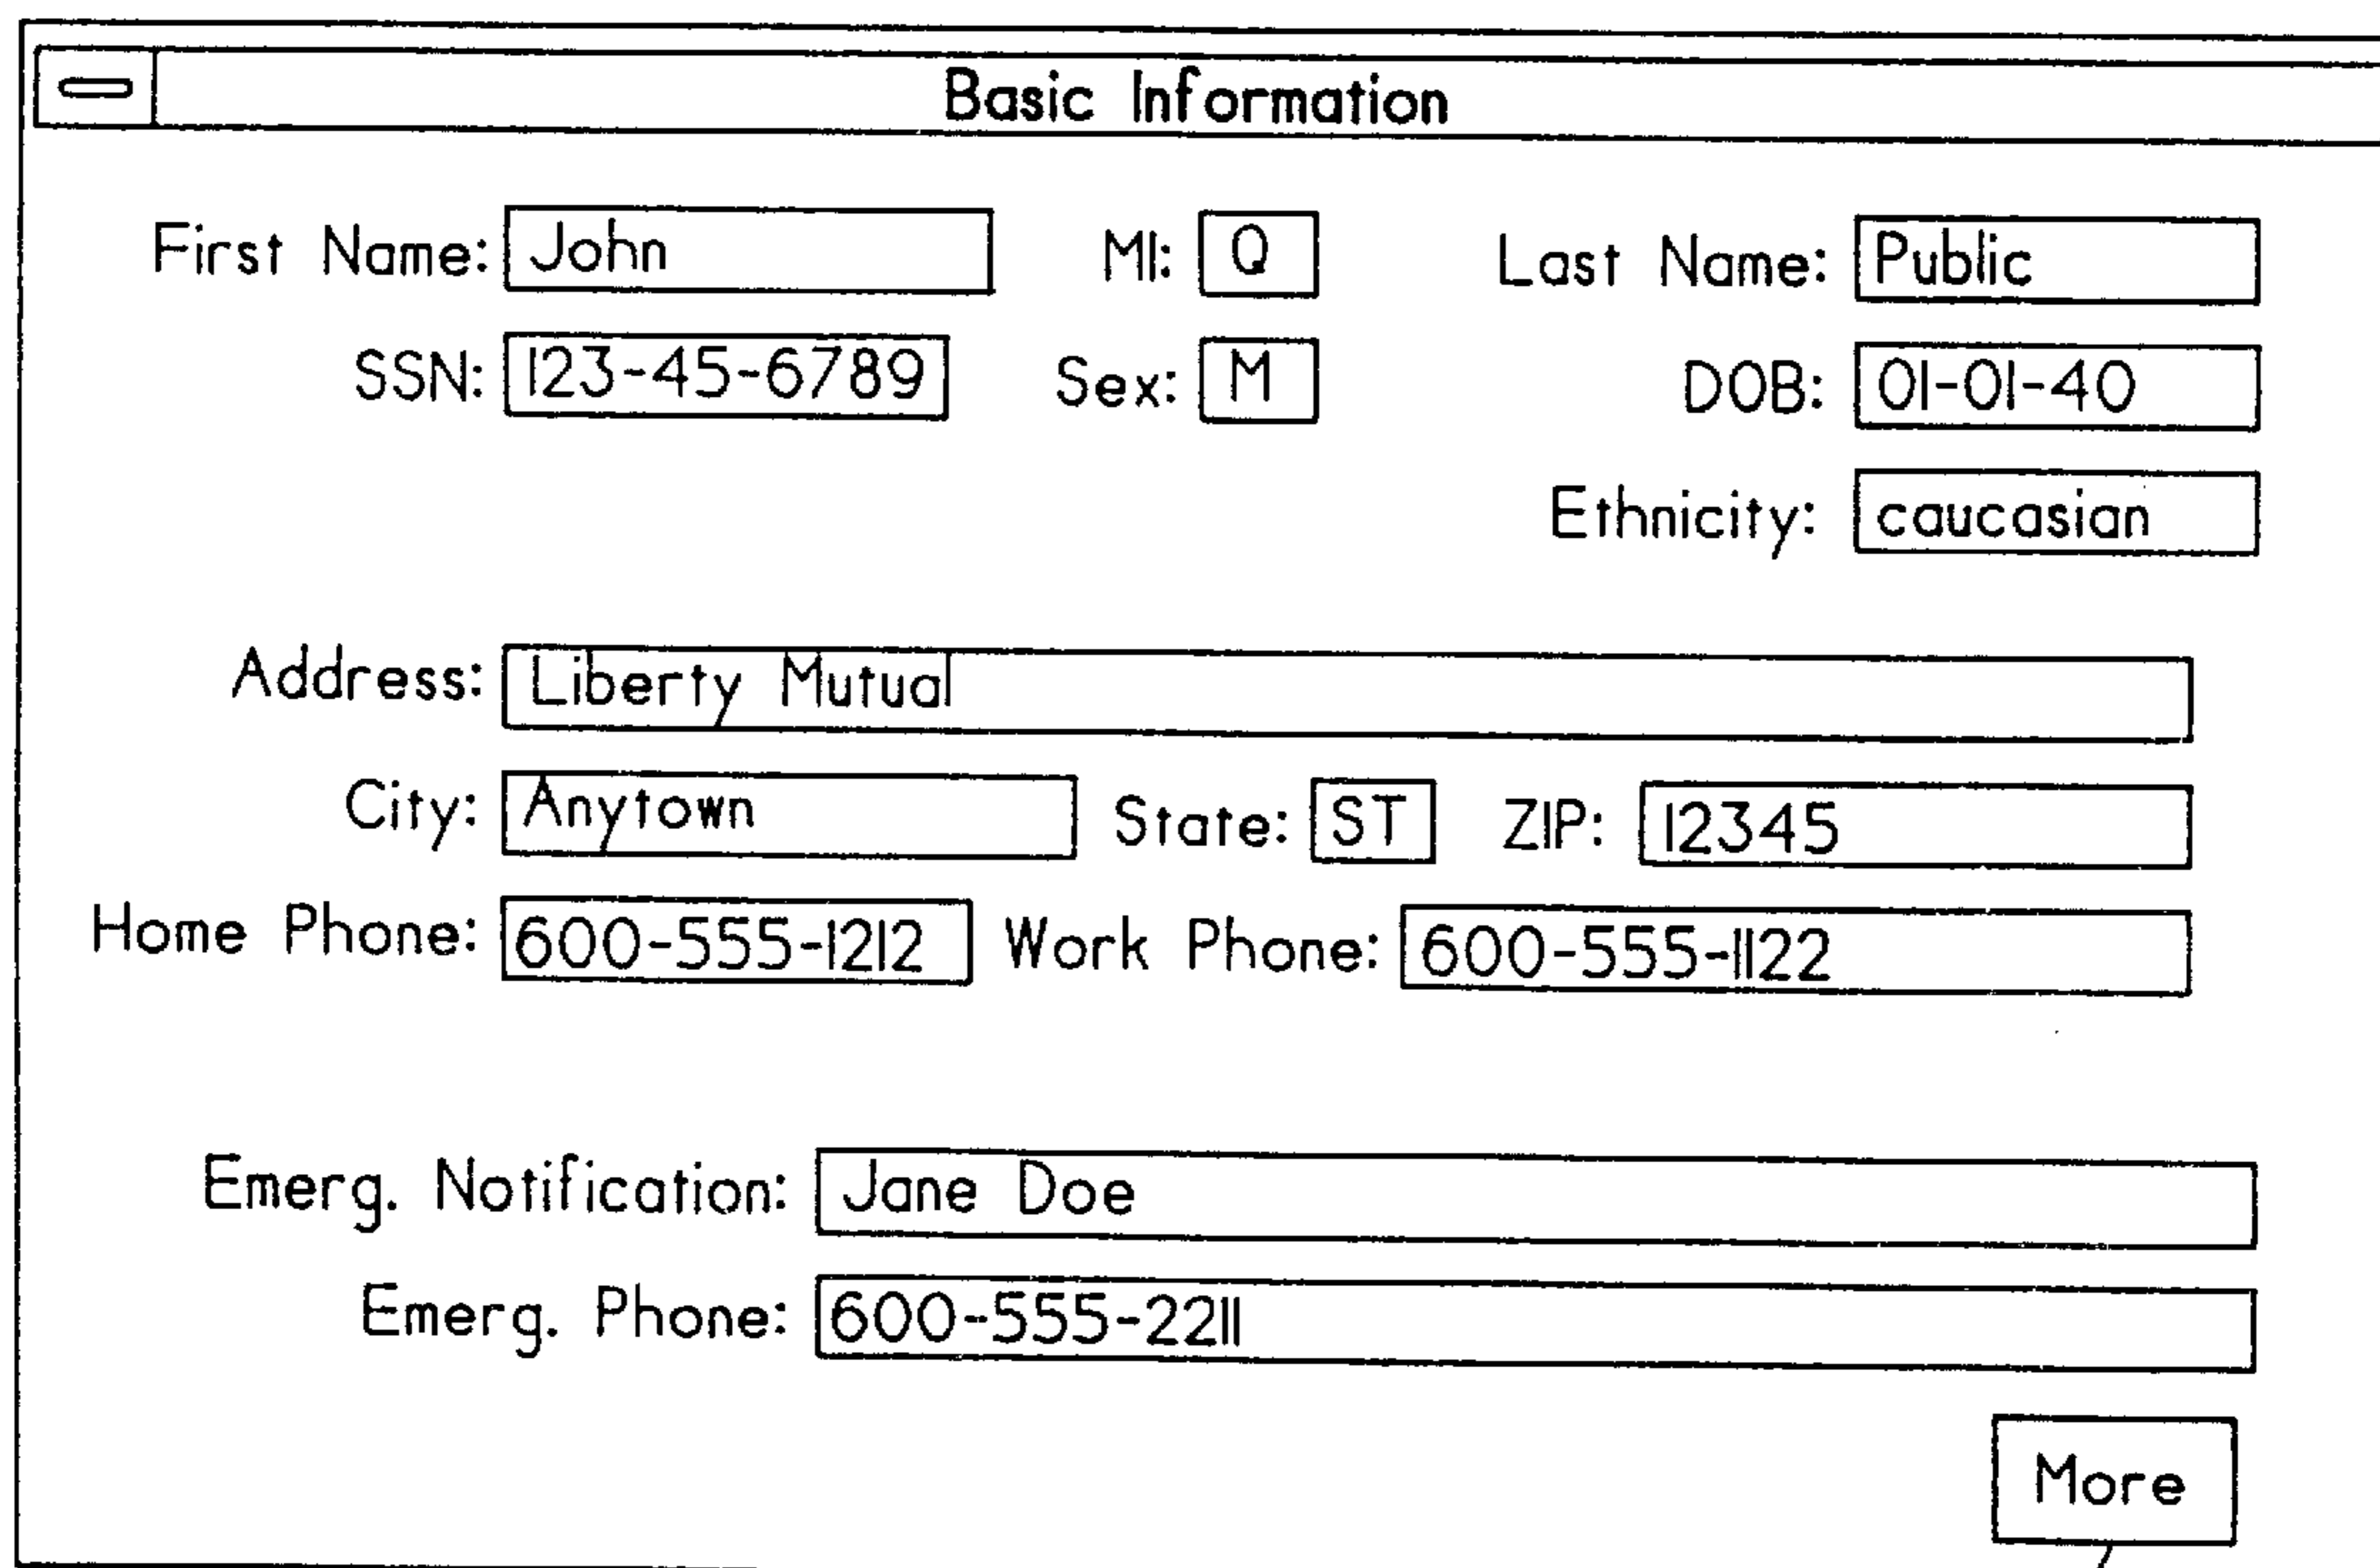 Basic Information
First Name: John MI: Q Last Name: Public
SSN: 123-45-6789 Sex: M DOB: 01-01-40
Ethnicity: caucasian
Address: Liberty Mutual
City: Anytown State: ST ZIP: 12345
Home Phone: 600-555-1212 Work Phone: 600-555-1122
Emerg. Notification: Jane Doe
Emerg. Phone: 600-555-2211
More